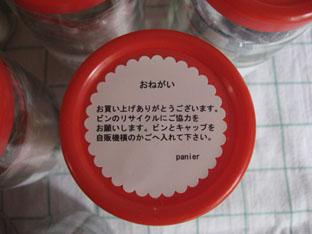 おねがい
お買い上げありがとうございます。
ビンのリサイクルにご協力を
お願いします。ビンとキャップを
自販機横のかごへ入れて下さい。
panier